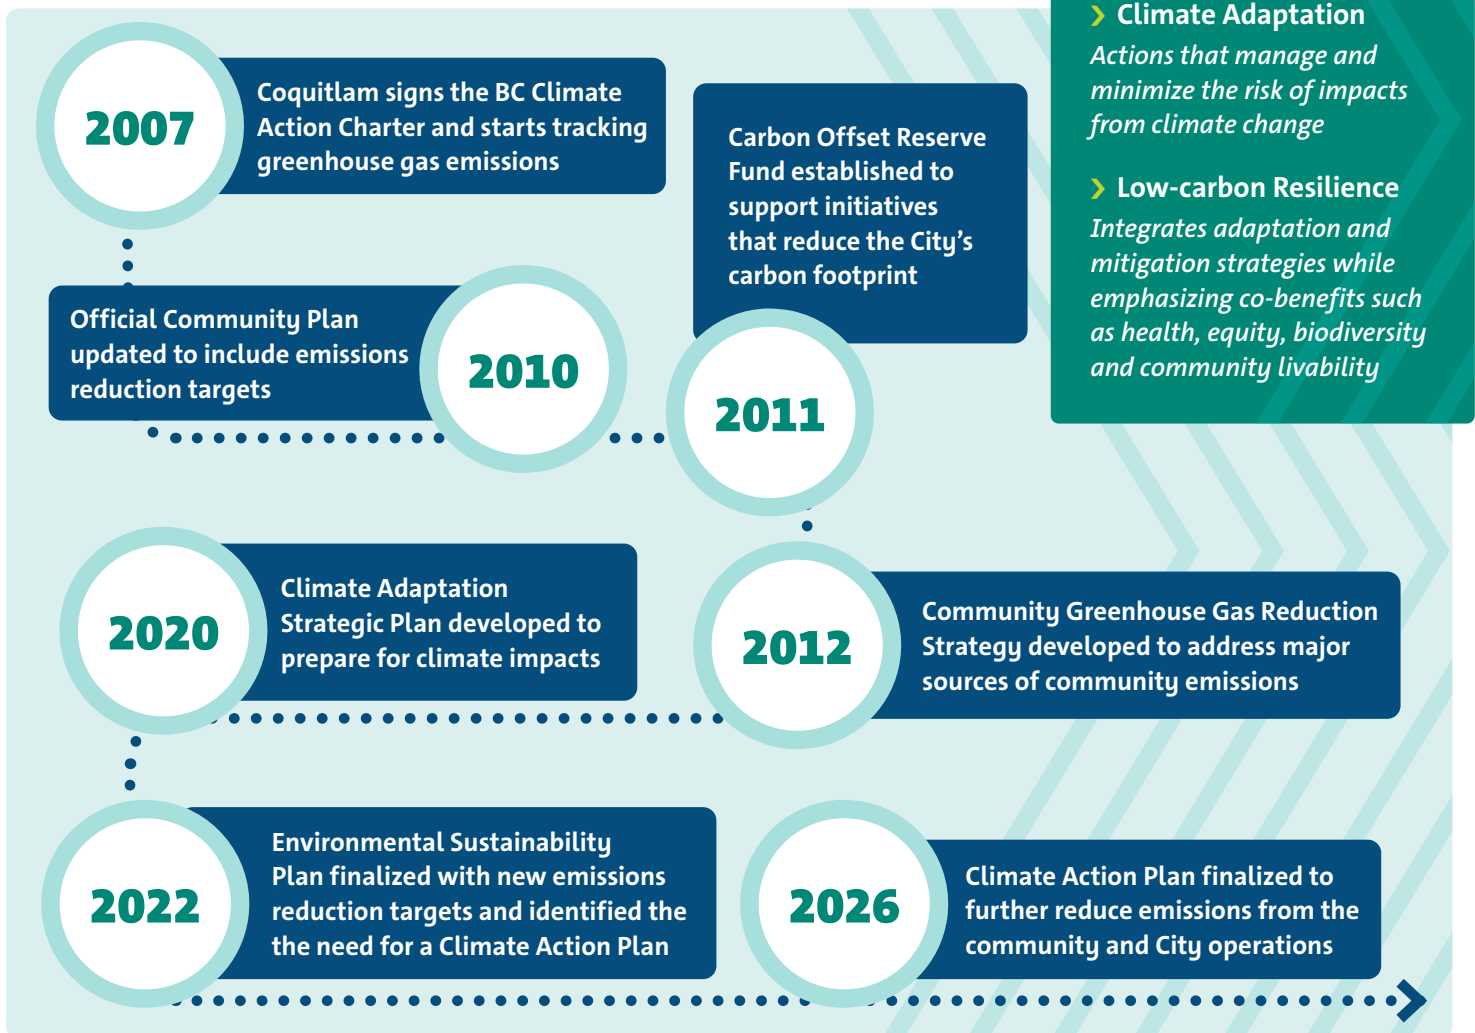 2007
Coquitlam signs the BC Climate
Action Charter and starts tracking
greenhouse gas emissions
Official Community Plan
updated to include emissions
reduction targets
2010
Carbon Offset Reserve
Fund established to
support initiatives
that reduce the City's
carbon footprint
2011
› Climate Adaptation
Actions that manage and
minimize the risk of impacts
from climate change
› Low-carbon Resilience
Integrates adaptation and
mitigation strategies while
emphasizing co-benefits such
as health, equity, biodiversity
and community livability
2012
Community Greenhouse Gas Reduction
Strategy developed to address major
sources of community emissions
2020
Climate Adaptation
Strategic Plan developed to
prepare for climate impacts
2022
Environmental Sustainability
Plan finalized with new emissions
reduction targets and identified the
the need for a Climate Action Plan
2026
Climate Action Plan finalized to
further reduce emissions from the
community and City operations